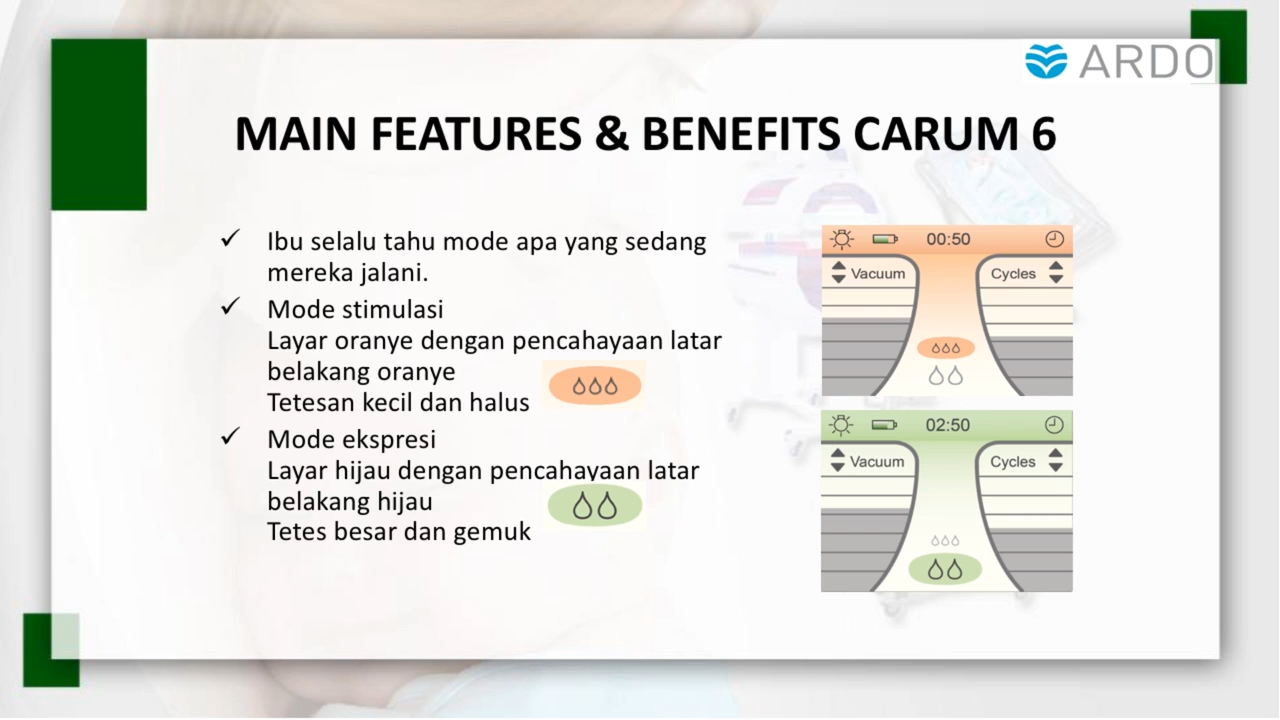 ARDO
MAIN FEATURES & BENEFITS CARUM 6
✓ Ibu selalu tahu mode apa yang sedang
mereka jalani.
✓ Mode stimulasi
Layar oranye dengan pencahayaan latar
belakang oranye
Tetesan kecil dan halus
✓ Mode ekspresi
Layar hijau dengan pencahayaan latar
belakang hijau
Tetes besar dan gemuk
00:50
Vacuum
Cycles
02:50
Vacuum
Cycles